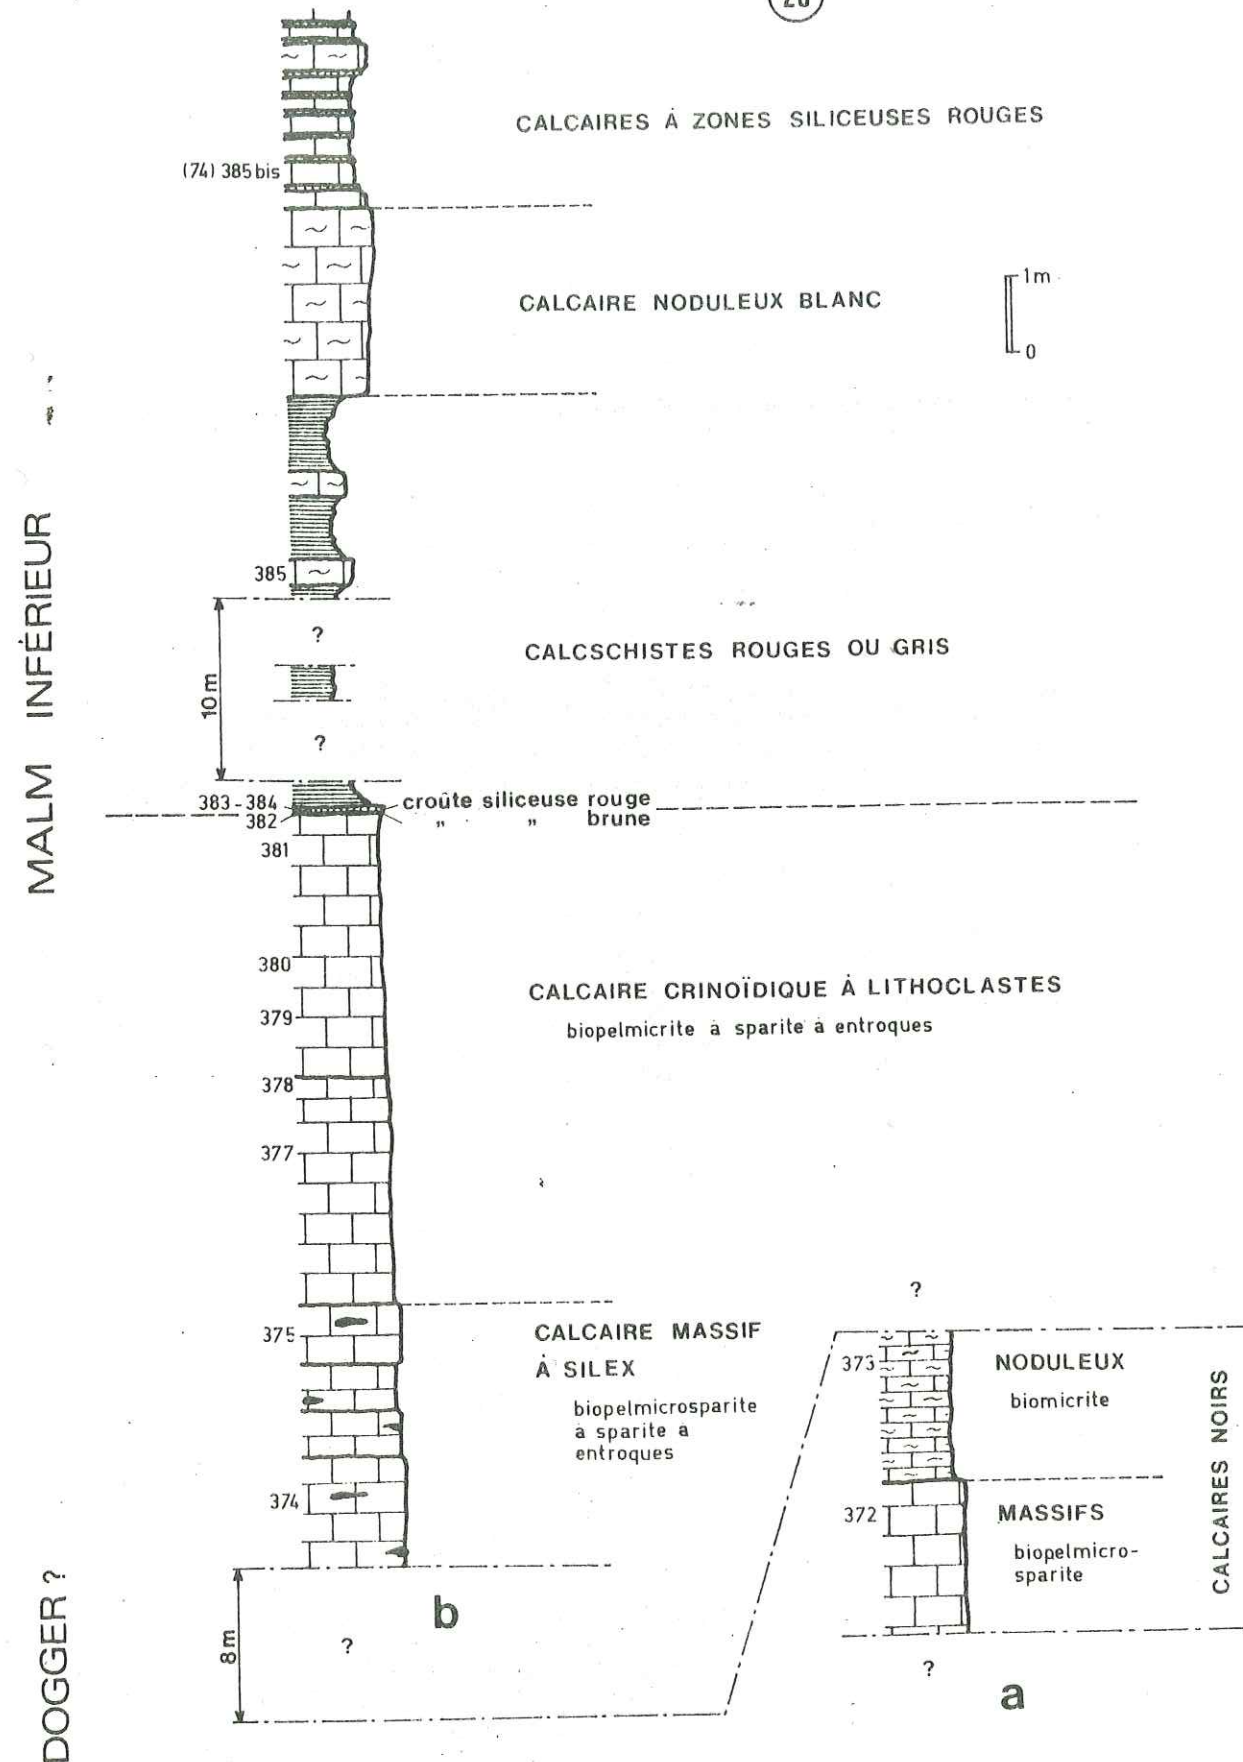 26
CALCAIRES À ZONES SILICEUSES ROUGES
(74) 385 bis
1m
CALCAIRE NODULEUX BLANC
0
MALM INFÉRIEUR
385
?
CALCSCHISTES ROUGES OU GRIS
10 m
?
383 - 384
croûte siliceuse rouge
382
" " brune
381
380
CALCAIRE CRINOÏDIQUE À LITHOCLASTES
379
biopelmicrite à sparite à entroques
378
377
?
375
CALCAIRE MASSIF
À SILEX
biopelmicrosparite
à sparite à
entroques
374
373
NODULEUX
biomicrite
CALCAIRES NOIRS
372
MASSIFS
biopelmicro-
sparite
DOGGER ?
b
8m
?
?
a